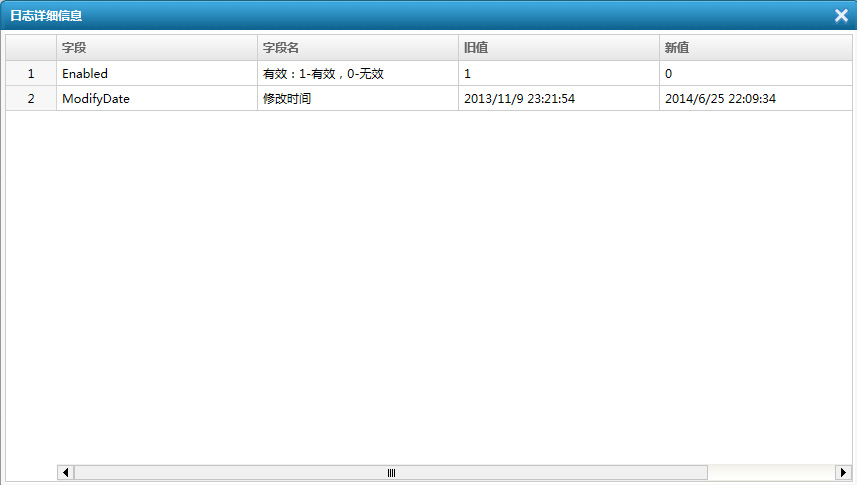 日志详细信息
字段 字段名 旧值 新值
1 Enabled 有效：1-有效，0-无效 1 0
2 ModifyDate 修改时间 2013/11/9 23:21:54 2014/6/25 22:09:34